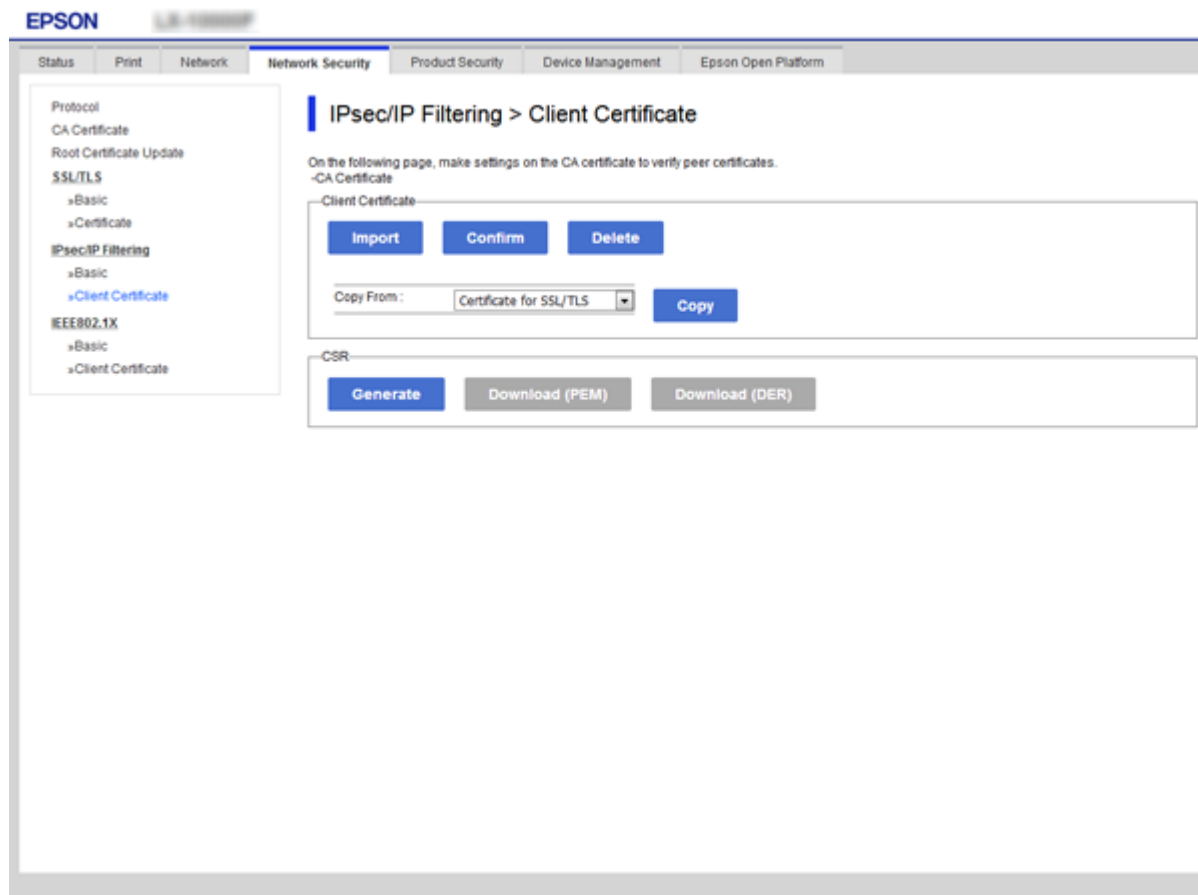 EPSON
Status Print Network Network Security Product Security Device Management Epson Open Platform
Protocol
CA Certificate
Root Certificate Update
SSL/TLS
»Basic
»Certificate
IPsec/IP Filtering
»Basic
»Client Certificate
IEEE802.1X
»Basic
»Client Certificate
IPsec/IP Filtering > Client Certificate
On the following page, make settings on the CA certificate to verify peer certificates.
-CA Certificate
Client Certificate
Import Confirm Delete
Copy From : Certificate for SSL/TLS Copy
CSR
Generate Download (PEM) Download (DER)